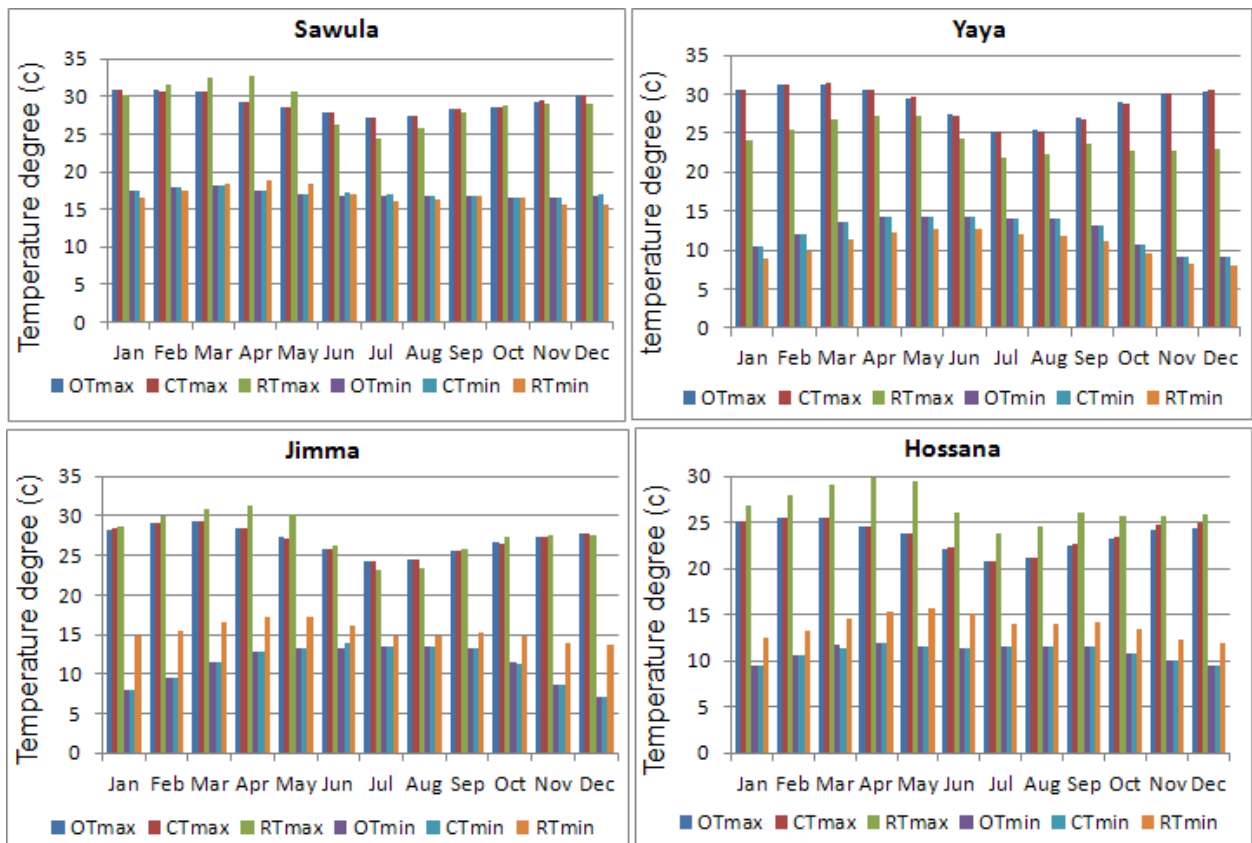 Sawula
Temperature degree (c)
35
30
25
20
15
10
5
0
Jan Feb Mar Apr May Jun Jul Aug Sep Oct Nov Dec
OTmax CTmax RTmax OTmin CTmin RTmin
Yaya
temperature degree (c)
35
30
25
20
15
10
5
0
Jan Feb Mar Apr May Jun Jul Aug Sep Oct Nov Dec
OTmax CTmax RTmax OTmin CTmin RTmin
Jimma
Temperature degree (c)
35
30
25
20
15
10
5
0
Jan Feb Mar Apr May Jun Jul Aug Sep Oct Nov Dec
OTmax CTmax RTmax OTmin CTmin RTmin
Hossana
Temperature degree (c)
30
25
20
15
10
5
0
Jan Feb Mar Apr May Jun Jul Aug Sep Oct Nov Dec
OTmax CTmax RTmax OTmin CTmin RTmin